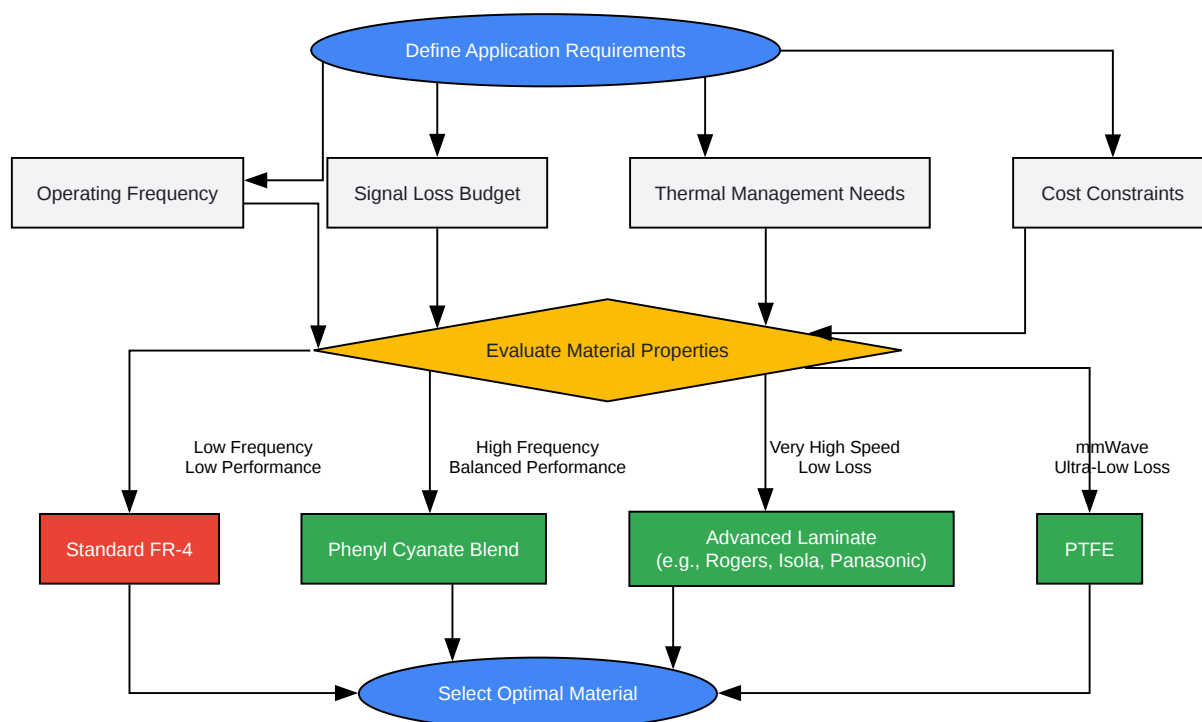 Define Application Requirements
Operating Frequency
Signal Loss Budget
Thermal Management Needs
Cost Constraints
Evaluate Material Properties
Low Frequency
Low Performance
High Frequency
Balanced Performance
Very High Speed
Low Loss
mmWave
Ultra-Low Loss
Standard FR-4
Phenyl Cyanate Blend
Advanced Laminate
(e.g., Rogers, Isola, Panasonic)
PTFE
Select Optimal Material